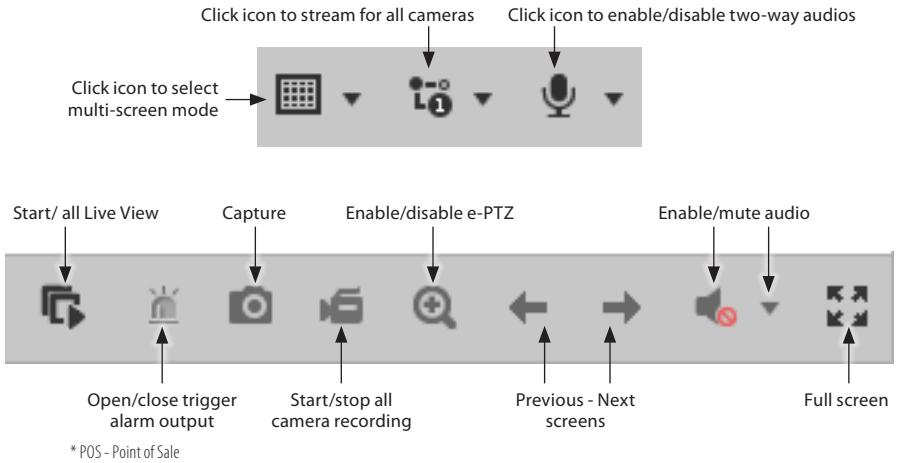 Click icon to stream for all cameras
Click icon to enable/disable two-way audios
Click icon to select
multi-screen mode
1
Start/ all Live View
Capture
Enable/disable e-PTZ
Enable/mute audio
Open/close trigger
alarm output
Start/stop all
camera recording
Previous - Next
screens
Full screen
* POS - Point of Sale